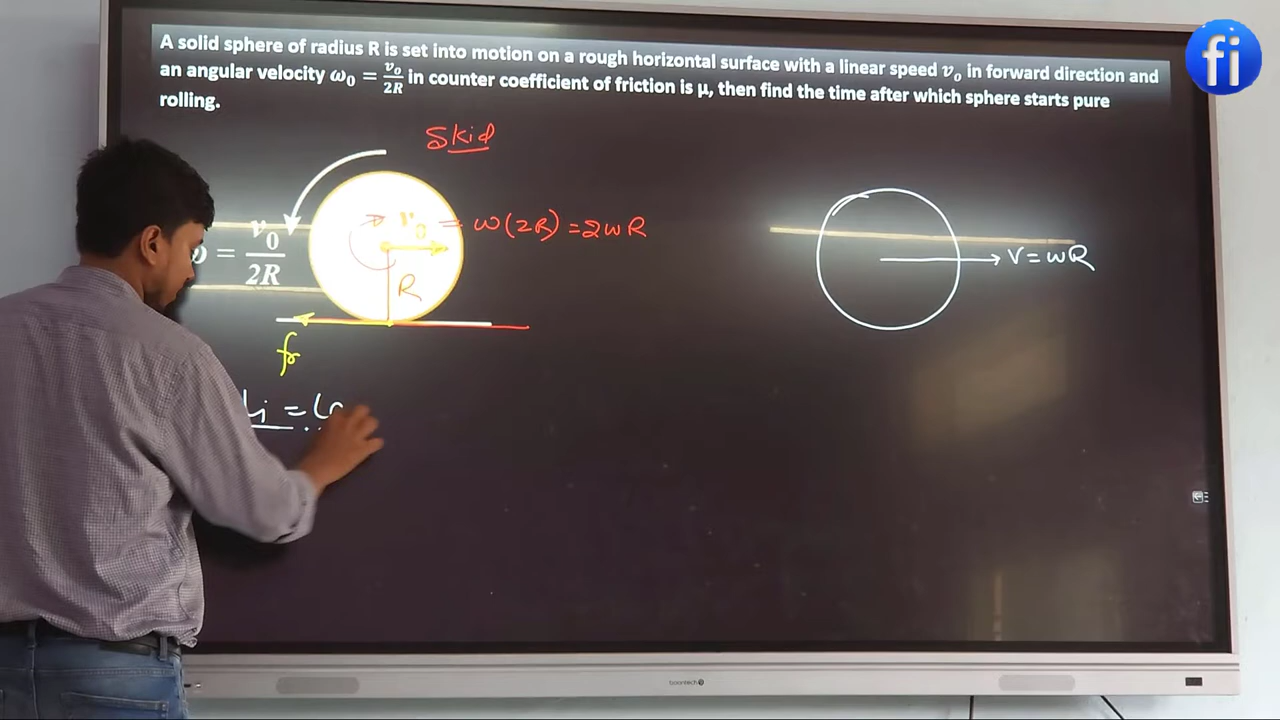 A solid sphere of radius R is set into motion on a rough horizontal surface with a linear speed v₀ in forward direction and
an angular velocity ω₀ = v₀/2R in counter coefficient of friction is μ, then find the time after which sphere starts pure
rolling.
fi
Skid
v₀ = ω(2R) = 2ωR
= v₀/2R
R
V = ωR
fr
Li = L